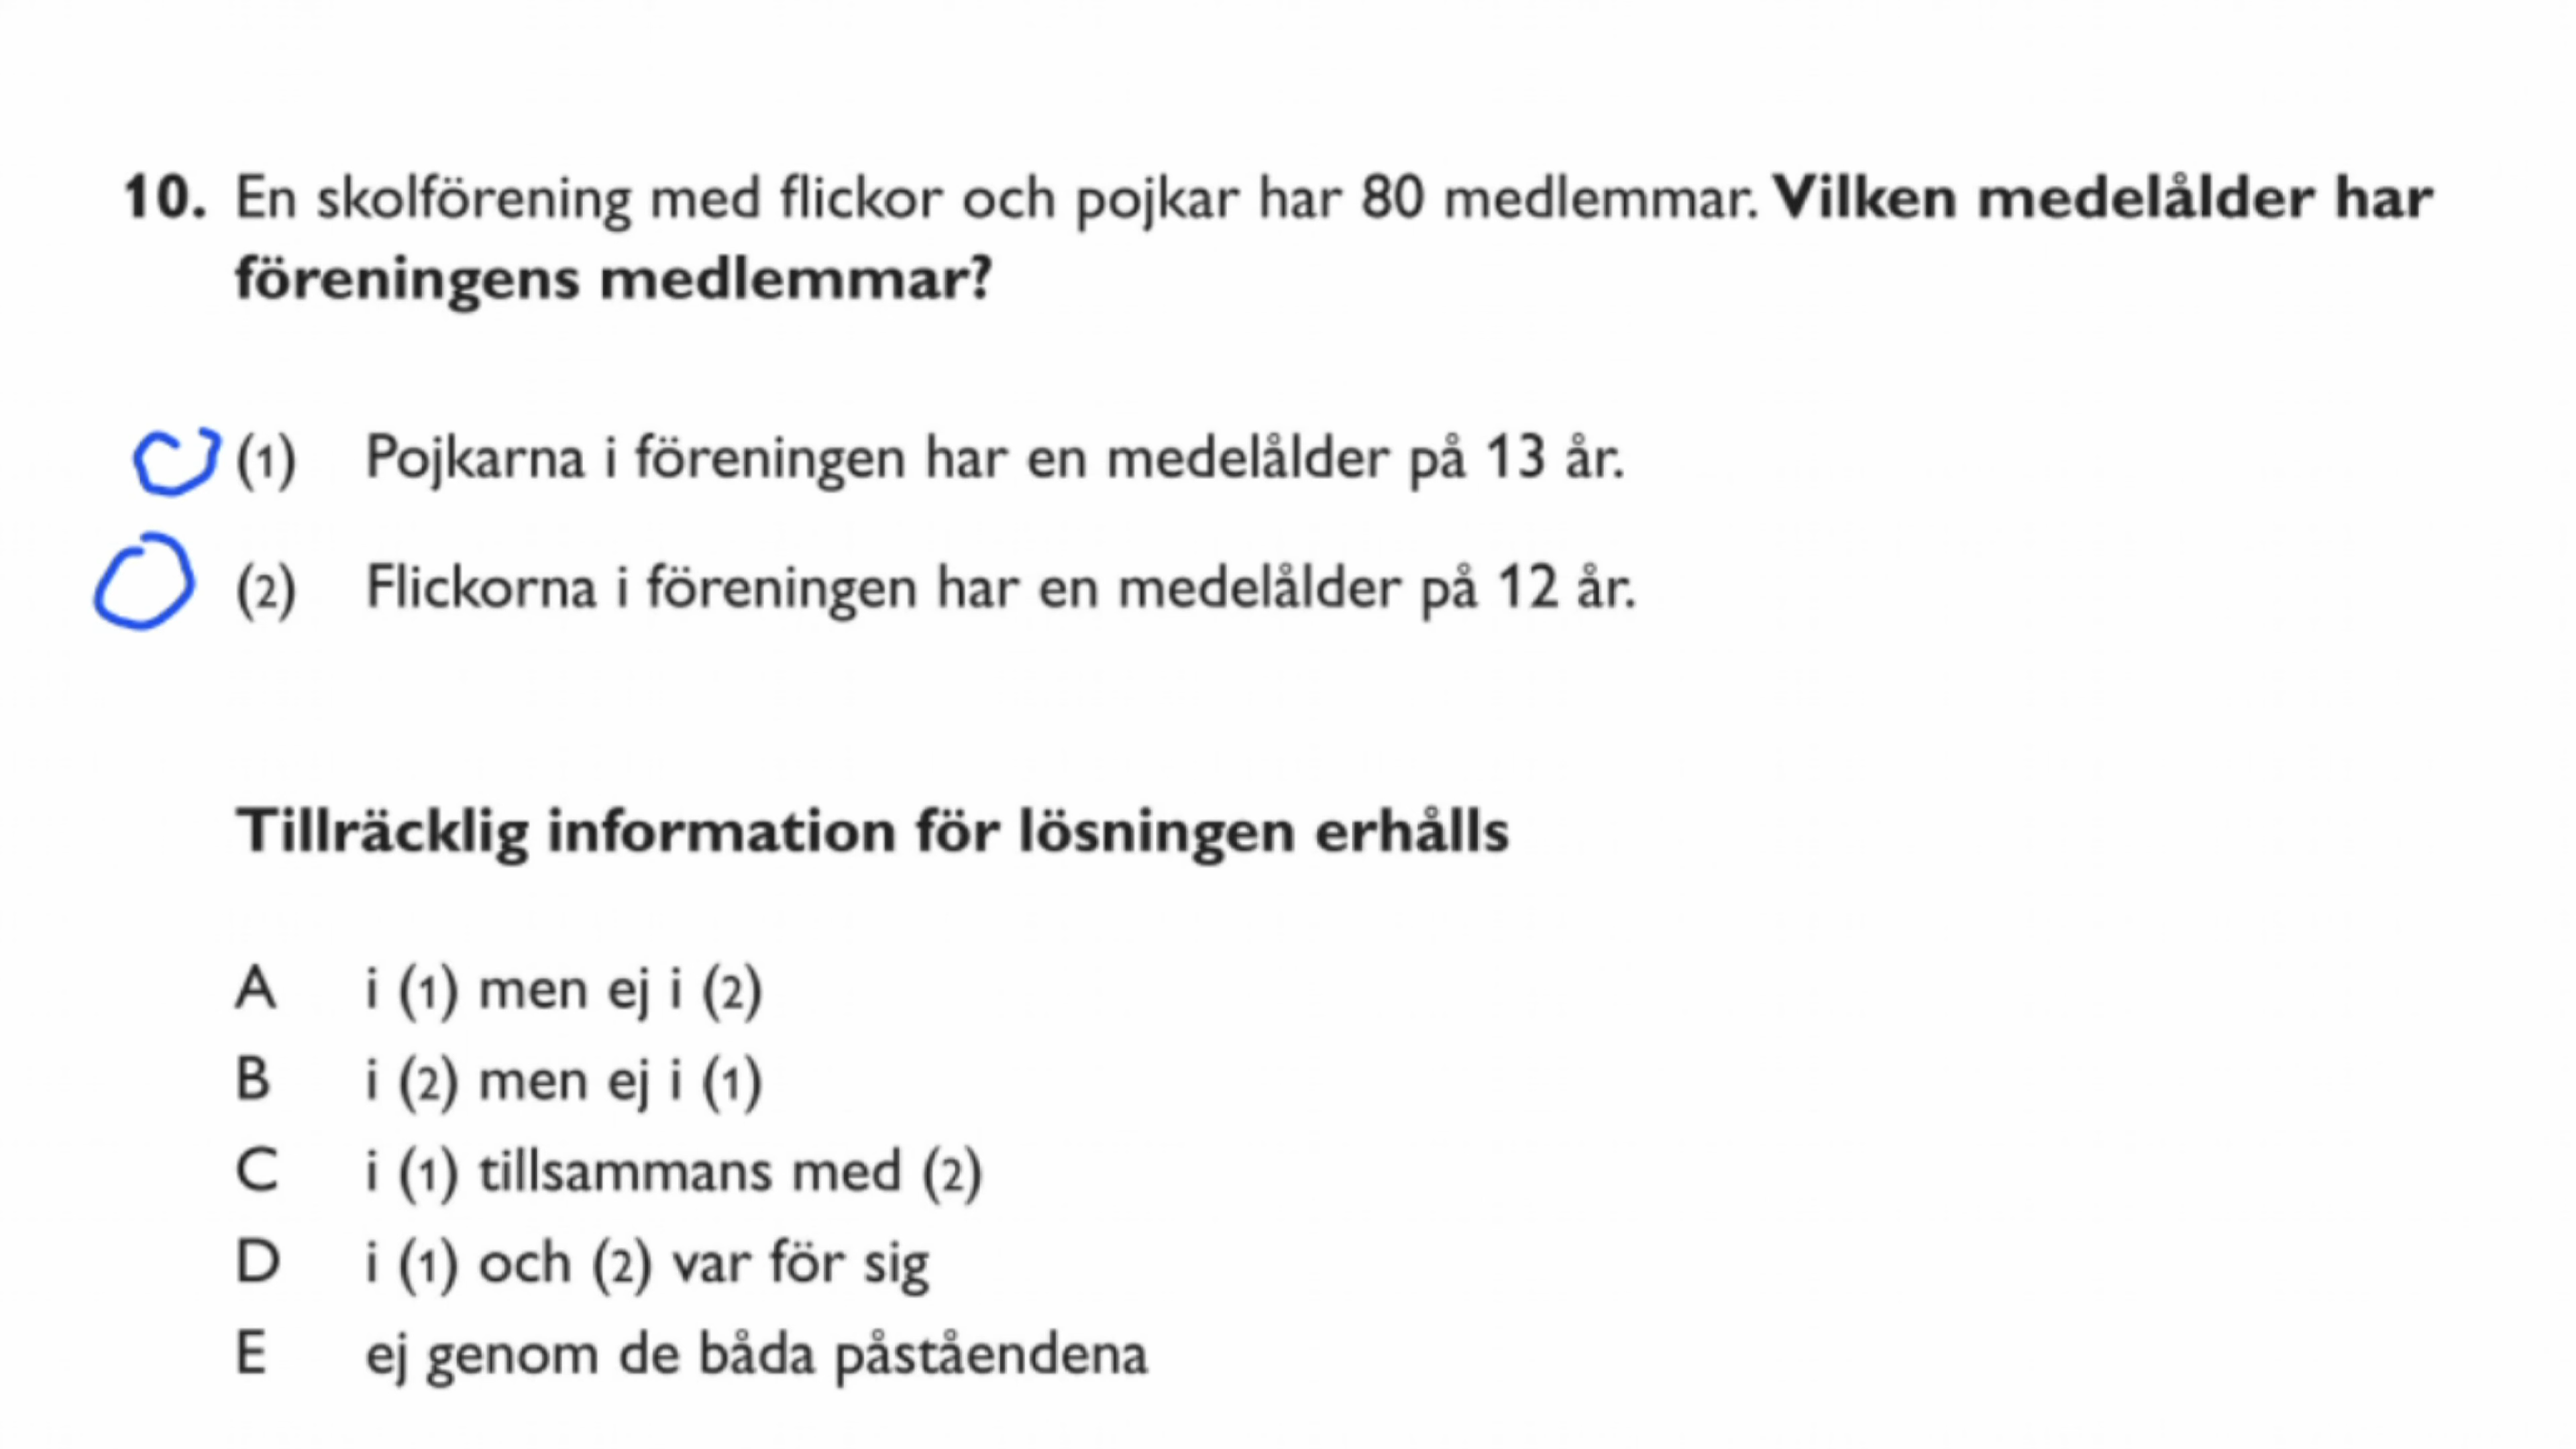 10. En skolförening med flickor och pojkar har 80 medlemmar. Vilken medelålder har
föreningens medlemmar?
(1) Pojkarna i föreningen har en medelålder på 13 år.
(2) Flickorna i föreningen har en medelålder på 12 år.
Tillräcklig information för lösningen erhålls
A i (1) men ej i (2)
B i (2) men ej i (1)
C i (1) tillsammans med (2)
D i (1) och (2) var för sig
E ej genom de båda påståendena